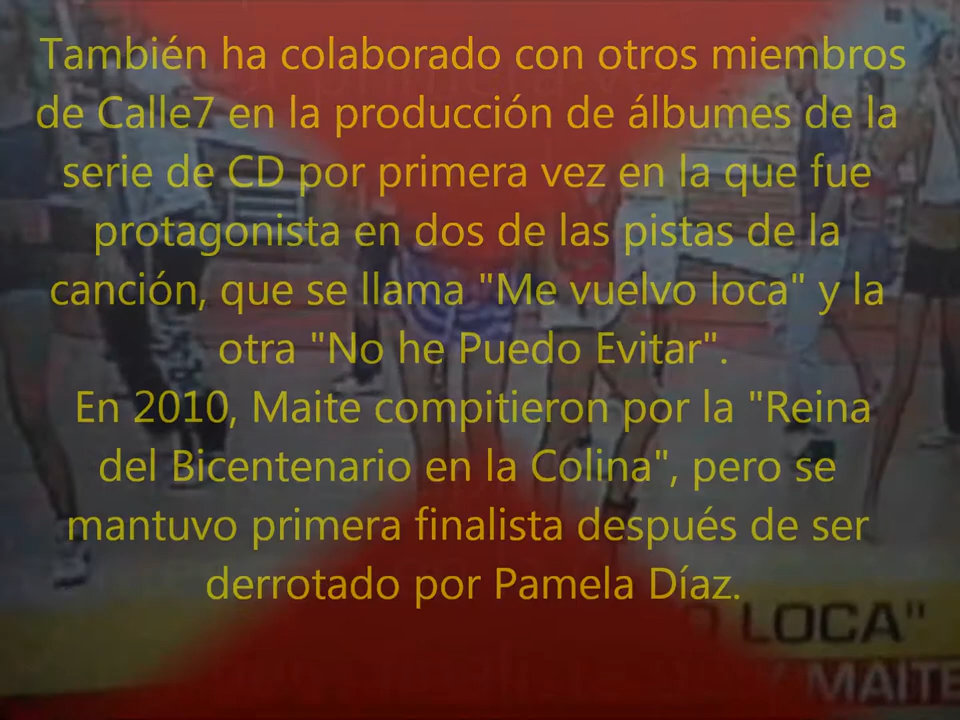 También ha colaborado con otros miembros
de Calle7 en la producción de álbumes de la
serie de CD por primera vez en la que fue
protagonista en dos de las pistas de la
canción, que se llama "Me vuelvo loca" y la
otra "No he Puedo Evitar".
En 2010, Maite compitieron por la "Reina
del Bicentenario en la Colina", pero se
mantuvo primera finalista después de ser
derrotado por Pamela Díaz.
LOCA"
MAITE